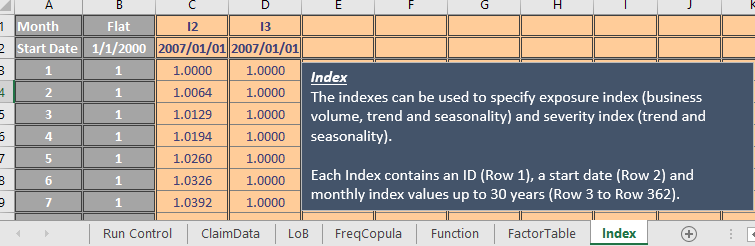 A B C D E F G H I J
1 Month Flat I2 I3
2 Start Date 1/1/2000 2007/01/01 2007/01/01
3 1 1 1.0000 1.0000
4 2 1 1.0064 1.0000
5 3 1 1.0129 1.0000
6 4 1 1.0194 1.0000
7 5 1 1.0260 1.0000
8 6 1 1.0326 1.0000
9 7 1 1.0392 1.0000
Index
The indexes can be used to specify exposure index (business
volume, trend and seasonality) and severity index (trend and
seasonality).
Each Index contains an ID (Row 1), a start date (Row 2) and
monthly index values up to 30 years (Row 3 to Row 362).
Run Control ClaimData LoB FreqCopula Function FactorTable Index